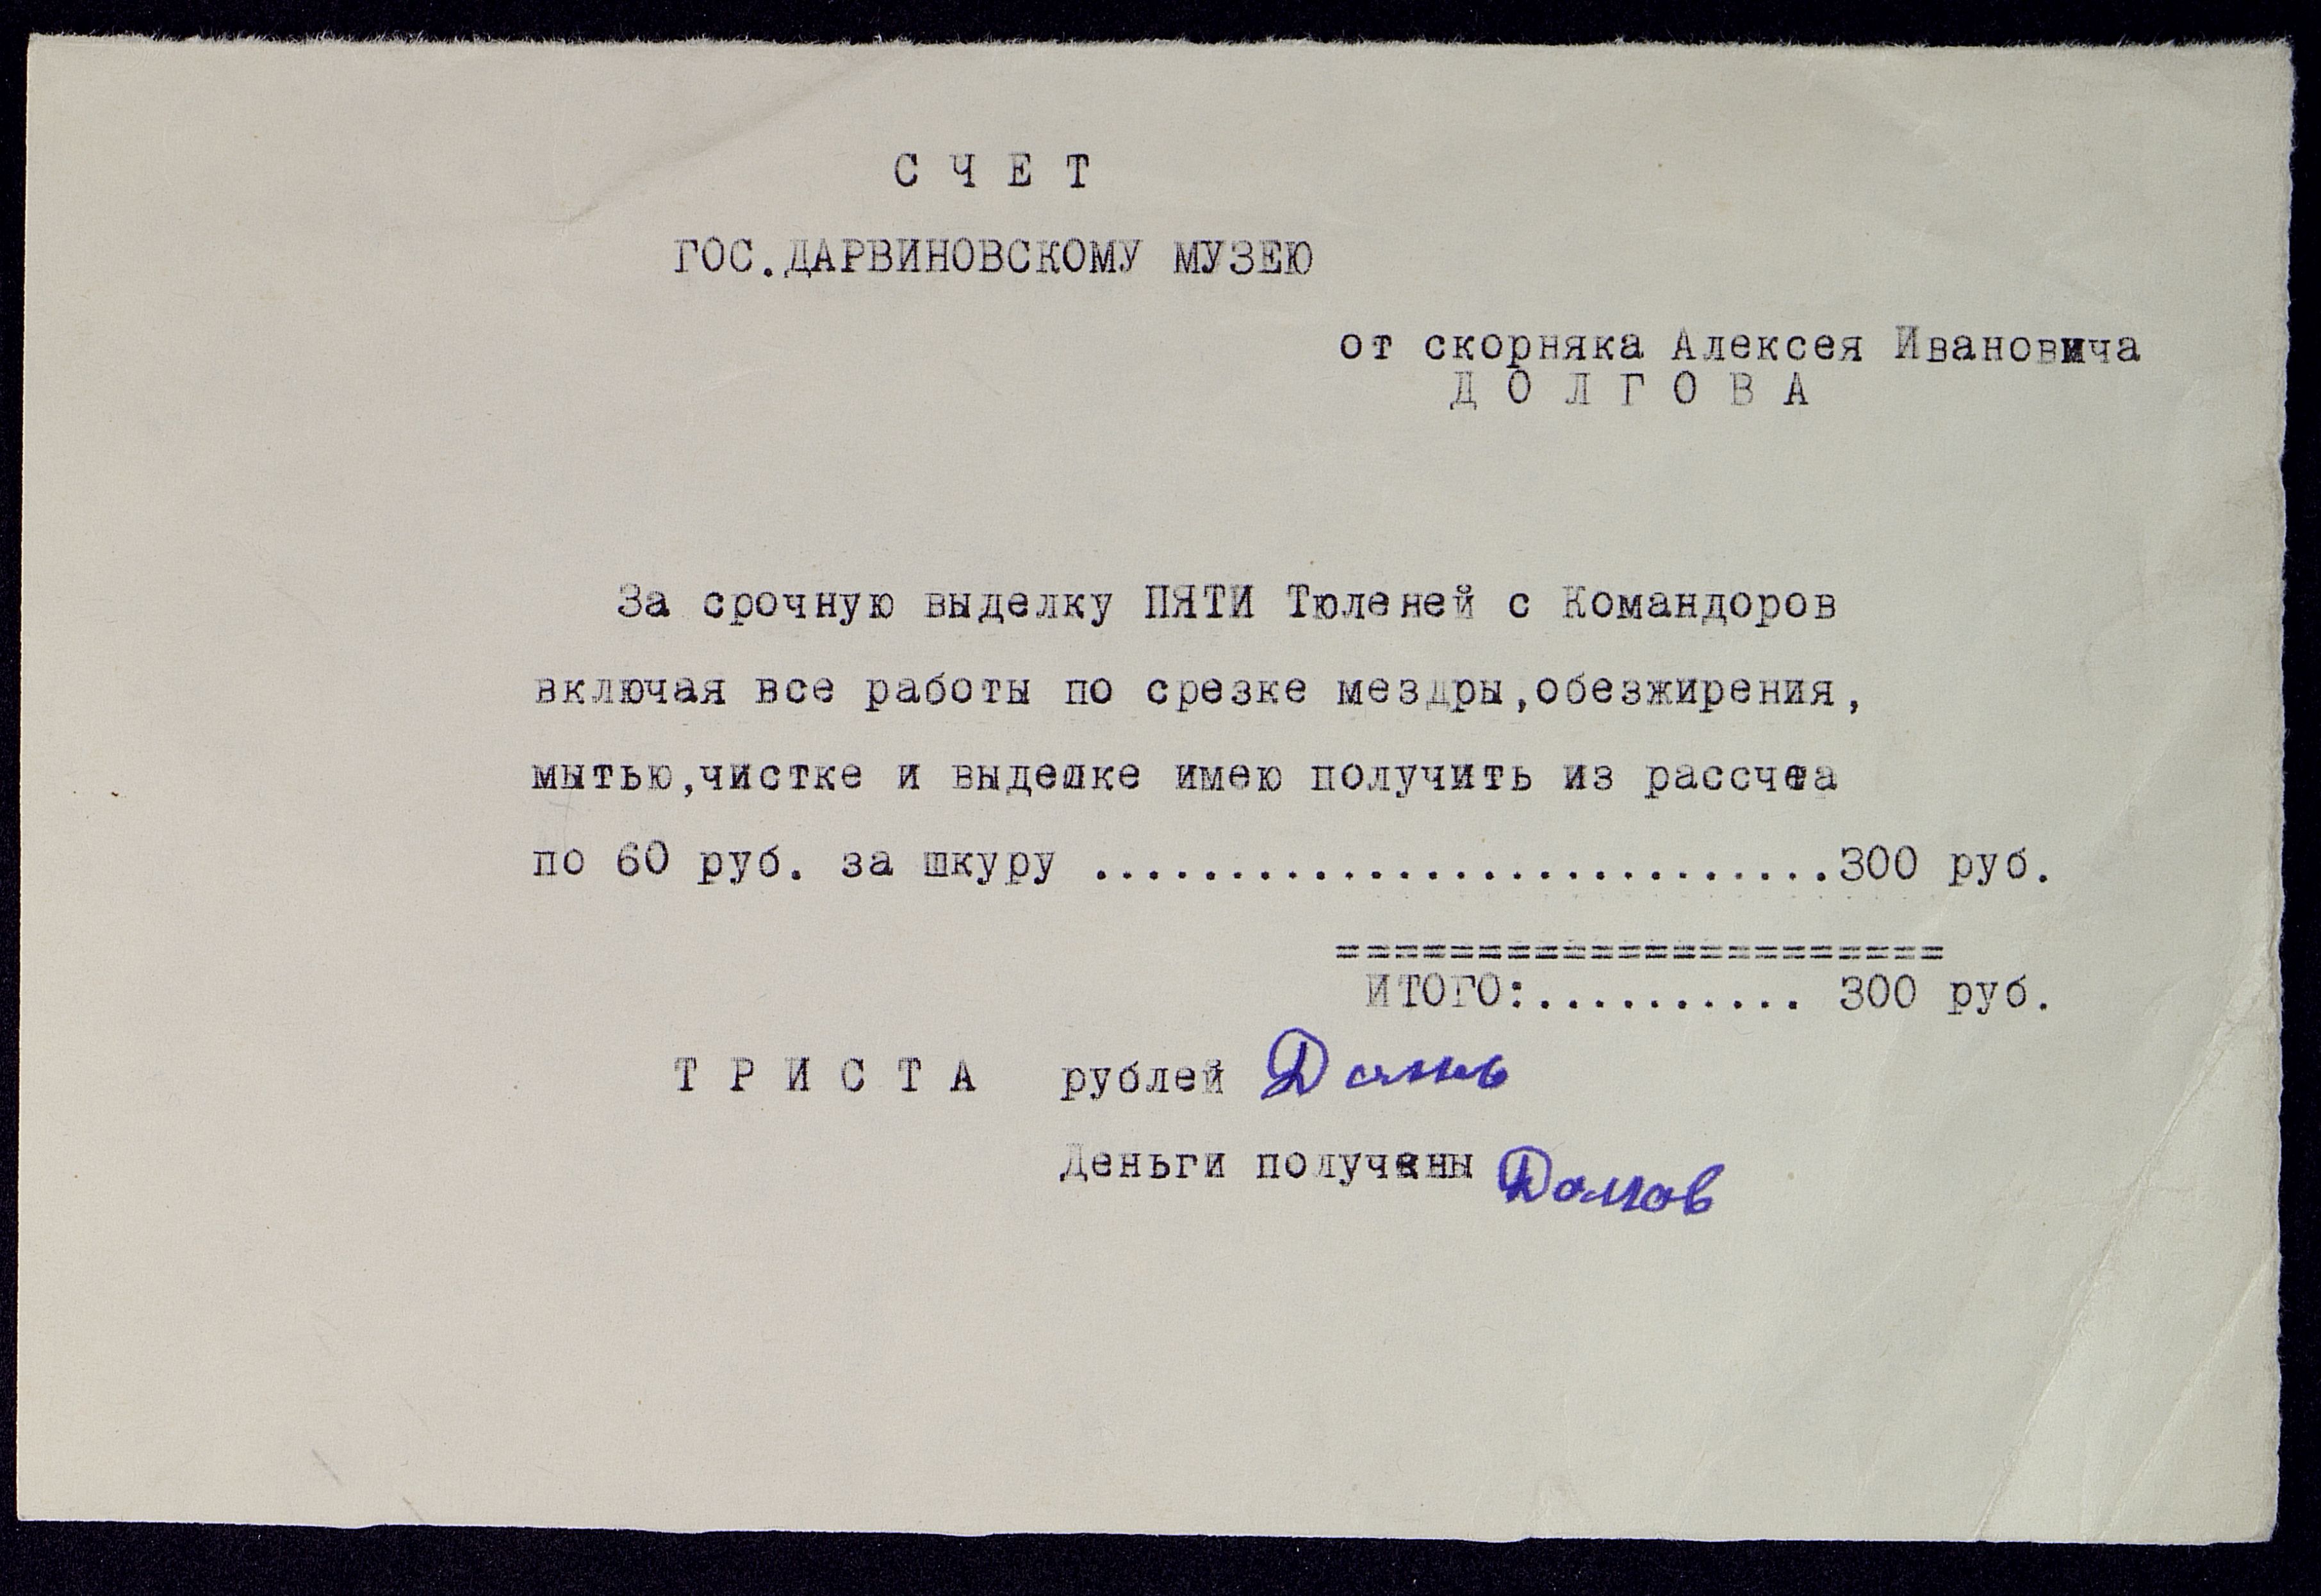 С Ч Е Т
ГОС.ДАРВИНОВСКОМУ МУЗЕЮ
от скорняка Алексея Ивановича
Д О Л Г О В А
За срочную выделку ПЯТИ Тюленей с Командоров
включая все работы по срезке мездры,обезжирения,
мытью,чистке и выделке имею получить из рассчета
по 60 руб. за шкуру ...........................300 руб.
======================
ИТОГО:.......... 300 руб.
Т Р И С Т А рублей
Деньги получены